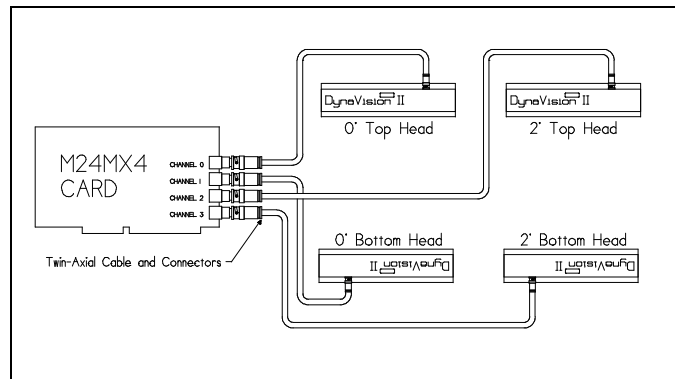 DynaVision II
DynaVision II
0' Top Head
2' Top Head
M24MX4
CARD
CHANNEL 0
CHANNEL 1
CHANNEL 2
CHANNEL 3
Twin-Axial Cable and Connectors
0' Bottom Head
2' Bottom Head
DynaVision II
DynaVision II